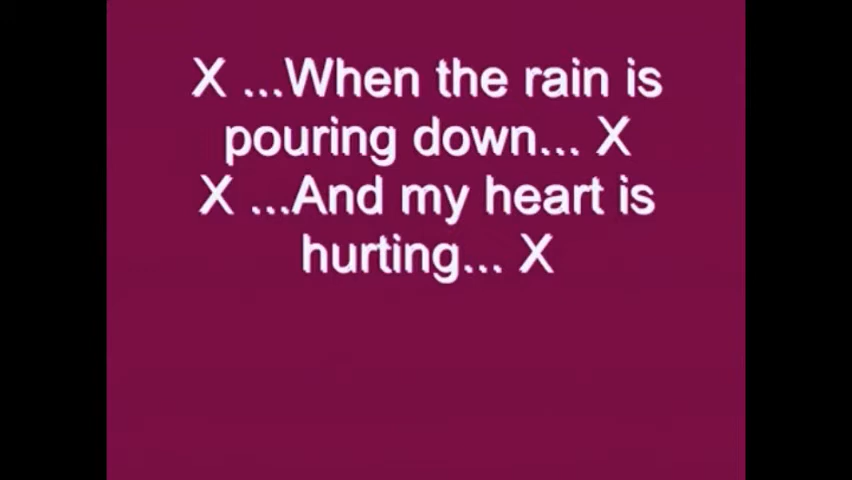 X ...When the rain is
pouring down... X
X ...And my heart is
hurting... X